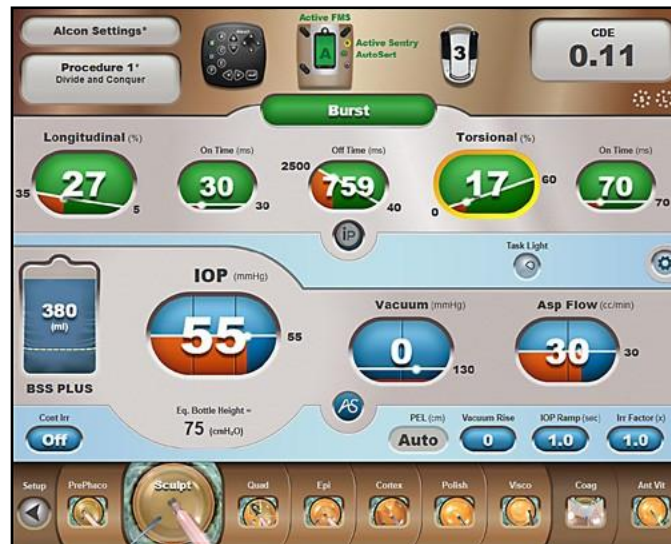 Alcon Settings*
Procedure 1*
Divide and Conquer
Active FMS
A
Active Sentry
AutoSert
3
CDE
0.11
Burst
Longitudinal (%)
35
27
5
On Time (ms)
30
30
Off Time (ms)
2500
759
40
Torsional (%)
0
17
60
On Time (ms)
70
70
iP
Task Light
380
(ml)
BSS PLUS
IOP (mmHg)
55
55
Vacuum (mmHg)
0
130
Asp Flow (cc/min)
30
30
AS
Cont Irr
Off
Eq. Bottle Height =
75 (cmH₂O)
PEL (cm)
Auto
Vacuum Rise
0
IOP Ramp (sec)
1.0
Irr Factor (x)
1.0
Setup
PrePhaco
Sculpt
Quad
Epi
Cortex
Polish
Visco
Coag
Ant Vit